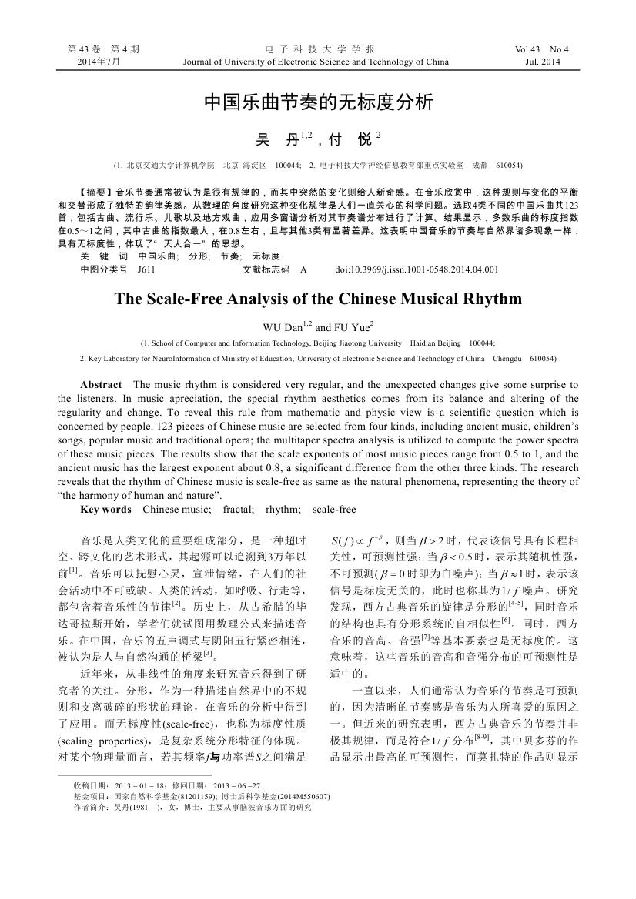 第 43 卷 第 4 期 电 子 科 技 大 学 学 报 Vol.43 No.4
2014年7月 Journal of University of Electronic Science and Technology of China Jul. 2014
中国乐曲节奏的无标度分析
吴 丹1,2，付 悦2
(1. 北京交通大学计算机学院 北京 海淀区 100044; 2. 电子科技大学神经信息教育部重点实验室 成都 610054)
【摘要】音乐节奏通常被认为是很有规律的，而其中突然的变化则给人新奇感。在音乐欣赏中，这种规则与变化的平衡
和交替形成了独特的韵律美感。从数理的角度研究这种变化规律是人们一直关心的科学问题。选取4类不同的中国乐曲共123
首，包括古曲、流行乐、儿歌以及地方戏曲，应用多窗谱分析对其节奏谱分布进行了计算。结果显示，多数乐曲的标度指数
在0.5～1之间，其中古曲的指数最大，在0.8左右，且与其他3类有显著差异。这表明中国音乐的节奏与自然界诸多现象一样，
具有无标度性，体现了“天人合一”的思想。
关 键 词 中国乐曲; 分形; 节奏; 无标度
中图分类号 J611 文献标志码 A doi:10.3969/j.issn.1001-0548.2014.04.001
The Scale-Free Analysis of the Chinese Musical Rhythm
WU Dan1,2 and FU Yue2
(1. School of Computer and Information Technology, Beijing Jiaotong University Haidian Beijing 100044;
2. Key Laboratory for NeuroInformation of Ministry of Education, University of Electronic Science and Technology of China Chengdu 610054)
Abstract The music rhythm is considered very regular, and the unexpected changes give some surprise to
the listeners. In music apreciation, the special rhythm aesthetics comes from its balance and altering of the
regularity and change. To reveal this rule from mathematic and physic view is a scientific question which is
concerned by people. 123 pieces of Chinese music are selected from four kinds, including ancient music, children’s
songs, popular music and traditional opera; the multitaper spectra analysis is utilized to compute the power spectra
of these music pieces. The results show that the scale exponents of most music pieces range from 0.5 to 1, and the
ancient music has the largest exponent about 0.8, a significant difference from the other three kinds. The research
reveals that the rhythm of Chinese music is scale-free as same as the natural phenomena, representing the theory of
“the harmony of human and nature”.
Key words Chinese music; fractal; rhythm; scale-free
音乐是人类文化的重要组成部分，是一种超时
空、跨文化的艺术形式，其起源可以追溯到3万年以
前[1]。音乐可以抚慰心灵，宣泄情绪，在人们的社
会活动中不可或缺。人类的活动，如呼吸、行走等，
都包含着音乐性的节律[2]。历史上，从古希腊的毕
达哥拉斯开始，学者们就试图用数理公式来描述音
乐。在中国，音乐的五声调式与阴阳五行紧密相连，
被认为是人与自然沟通的桥梁[3]。
近年来，从非线性的角度来研究音乐得到了研
究者的关注。分形，作为一种描述自然界中的不规
则和支离破碎的形状的理论，在音乐的分析中得到
了应用。而无标度性(scale-free)，也称为标度性质
(scaling properties)，是复杂系统分形特征的体现。
对某个物理量而言，若其频率f与功率谱S之间满足
S(f)∝f−β，则当β>2时，代表该信号具有长程相
关性，可预测性强；当β<0.5时，表示其随机性强，
不可预测(β=0时即为白噪声)；当β≈1时，表示该
信号是标度无关的，此时也称其为1/f噪声。研究
发现，西方古典音乐的旋律是分形的[4-5]，同时音乐
的结构也具有分形系统的自相似性[6]。同时，西方
音乐的音高、音强[7]等基本要素也是无标度的。这
意味着，这些音乐的音高和音强分布的可预测性是
适中的。
一直以来，人们通常认为音乐的节奏是可预测
的，因为清晰的节奏感是音乐为人所喜爱的原因之
一。但近来的研究表明，西方古典音乐的节奏并非
极其规律，而是符合1/f分布[8-9]，其中贝多芬的作
品显示出最高的可预测性，而莫扎特的作品则显示
收稿日期：2013－01－18；修回日期：2013－06－27
基金项目：国家自然科学基金(81201159)；博士后科学基金(2014M550607)
作者简介：吴丹(1981－)，女，博士，主要从事脑波音乐方面的研究